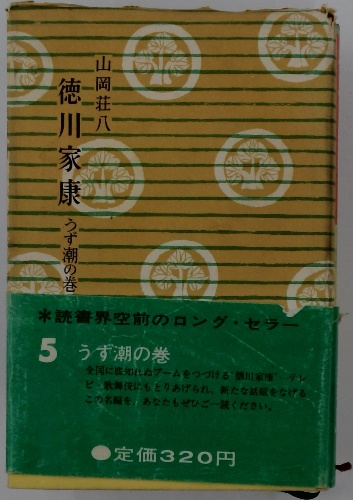 山岡荘八
徳川家康
うず潮の巻
＊読書界空前のロング・セラー
5 うず潮の巻
全国に底知れぬブームをつづける"徳川家康"。テレ
ビ・歌舞伎にもとりあげられ、新たな話題をなげる
この名編を、あなたもぜひご一読ください。
●定価320円